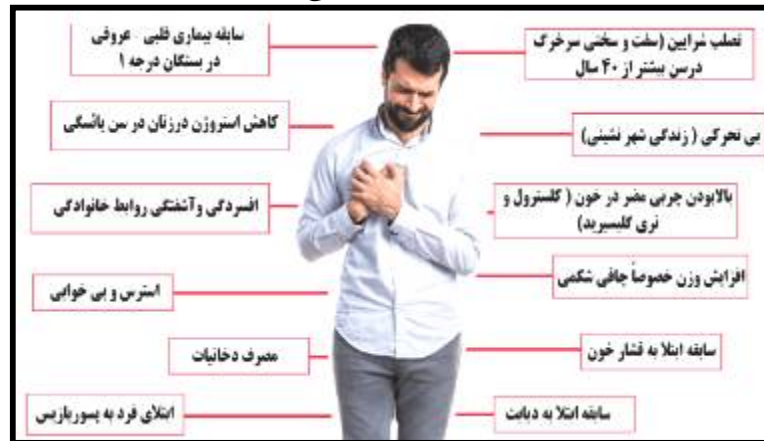 تصلب شرایین (سفت و سختی سرخرگ
درسن بیشتر از ۴۰ سال
بی تحرکی ( زندگی شهر نشینی)
بالابودن چربی مضر در خون ( کلسترول و
تری گلیسیرید)
افزایش وزن خصوصاً چاقی شکمی
سابقه ابتلا به فشار خون
سابقه ابتلا به دیابت
سابقه بیماری قلبی - عروقی
در بستگان درجه ۱
کاهش استروژن درزنان در سن یائسگی
افسردگی وآشفتگی روابط خانوادگی
استرس و بی خوابی
مصرف دخانیات
ابتلای فرد به پسوریازیس